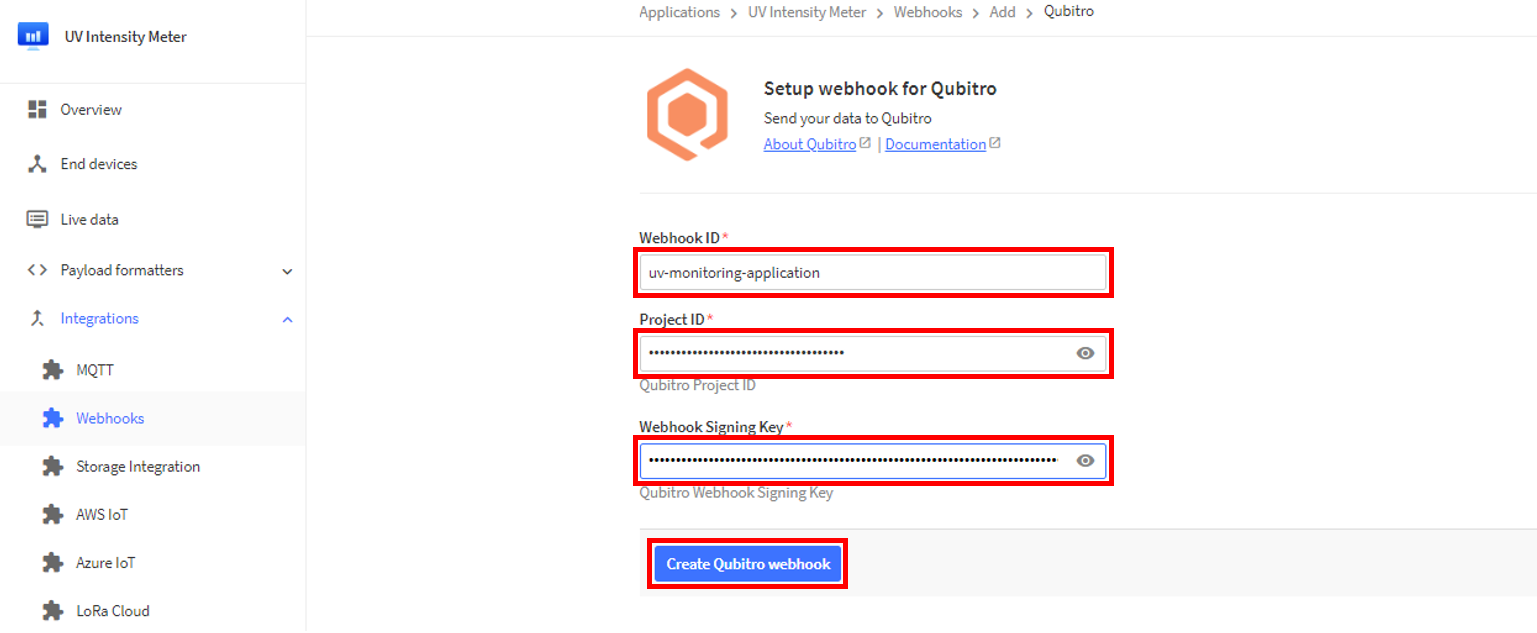 UV Intensity Meter
Overview
End devices
Live data
Payload formatters
Integrations
MQTT
Webhooks
Storage Integration
AWS IoT
Azure IoT
LoRa Cloud
Applications > UV Intensity Meter > Webhooks > Add > Qubitro
Setup webhook for Qubitro
Send your data to Qubitro
About Qubitro | Documentation
Webhook ID*
uv-monitoring-application
Project ID*
Qubitro Project ID
Webhook Signing Key*
Qubitro Webhook Signing Key
Create Qubitro webhook